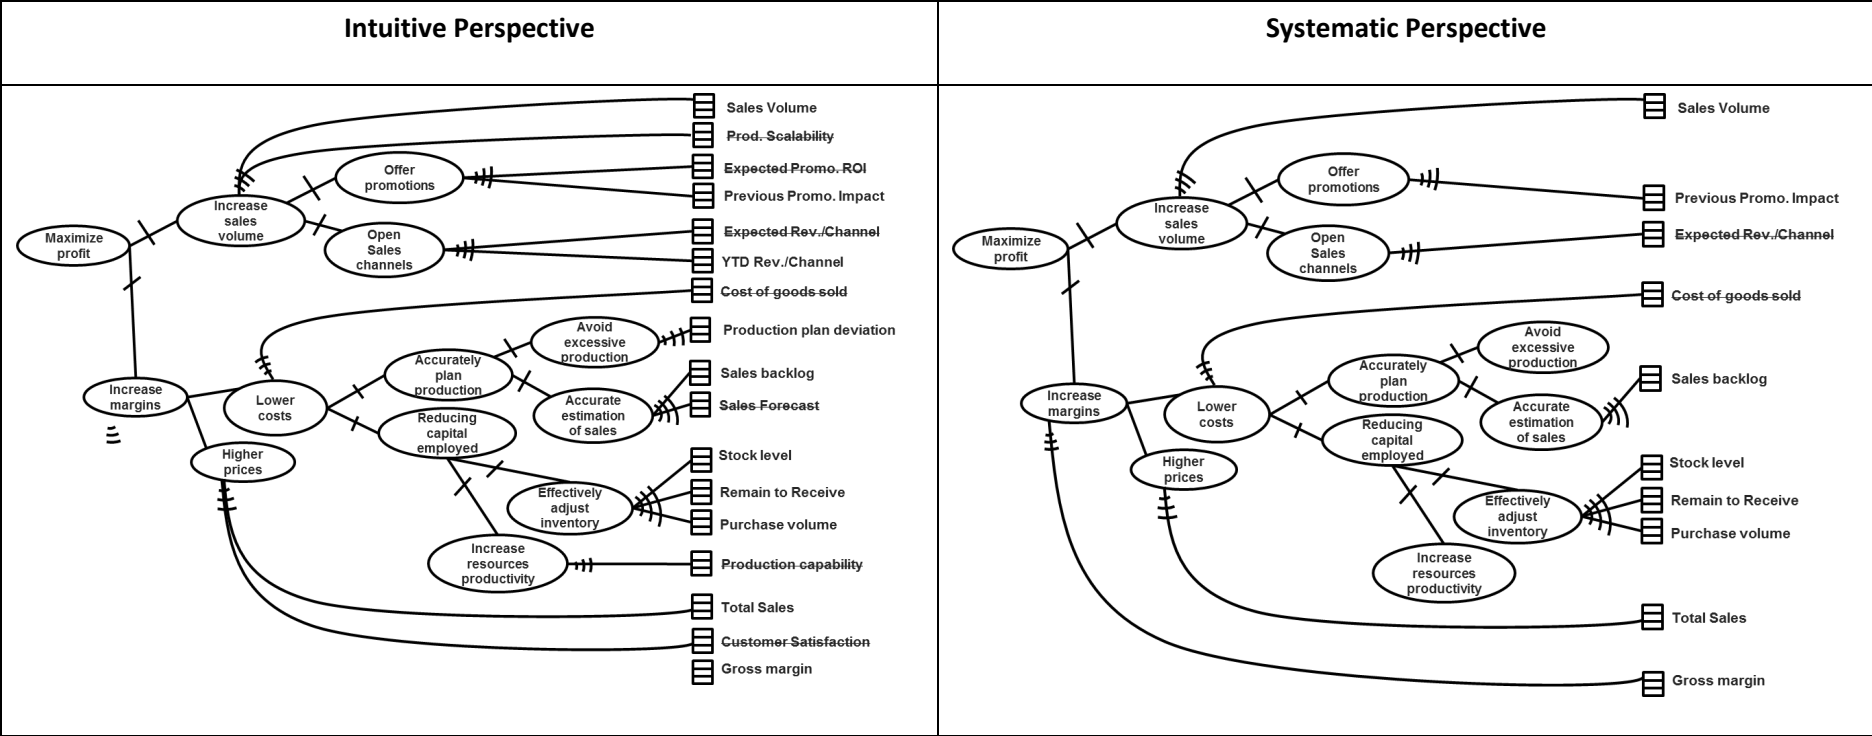 Intuitive Perspective
Systematic Perspective
Sales Volume
Prod. Scalability
Offer
promotions
Expected Promo. ROI
Previous Promo. Impact
Increase
sales
volume
Maximize
profit
Open
Sales
channels
Expected Rev./Channel
YTD Rev./Channel
Cost of goods sold
Avoid
excessive
production
Production plan deviation
Accurately
plan
production
Sales backlog
Increase
margins
Lower
costs
Accurate
estimation
of sales
Sales Forecast
Reducing
capital
employed
Higher
prices
Stock level
Effectively
adjust
inventory
Remain to Receive
Purchase volume
Increase
resources
productivity
Production capability
Total Sales
Customer Satisfaction
Gross margin
Sales Volume
Offer
promotions
Previous Promo. Impact
Increase
sales
volume
Maximize
profit
Open
Sales
channels
Expected Rev./Channel
Cost of goods sold
Avoid
excessive
production
Accurately
plan
production
Sales backlog
Increase
margins
Lower
costs
Accurate
estimation
of sales
Reducing
capital
employed
Higher
prices
Stock level
Effectively
adjust
inventory
Remain to Receive
Purchase volume
Increase
resources
productivity
Total Sales
Gross margin